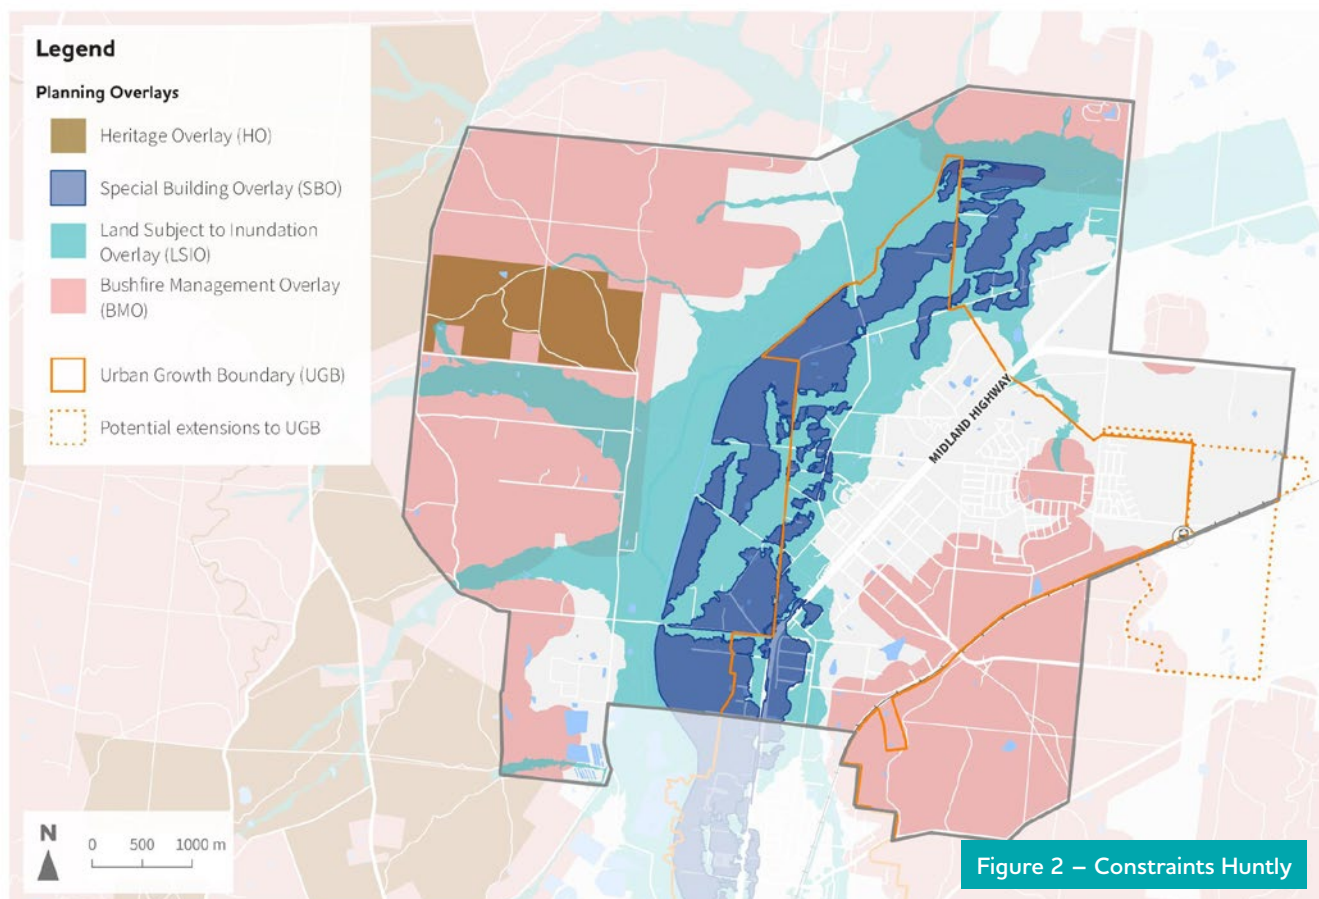 Legend
Planning Overlays
Heritage Overlay (HO)
Special Building Overlay (SBO)
Land Subject to Inundation
Overlay (LSIO)
Bushfire Management Overlay
(BMO)
Urban Growth Boundary (UGB)
Potential extensions to UGB
MIDLAND HIGHWAY
N
0 500 1000 m
Figure 2 – Constraints Huntly